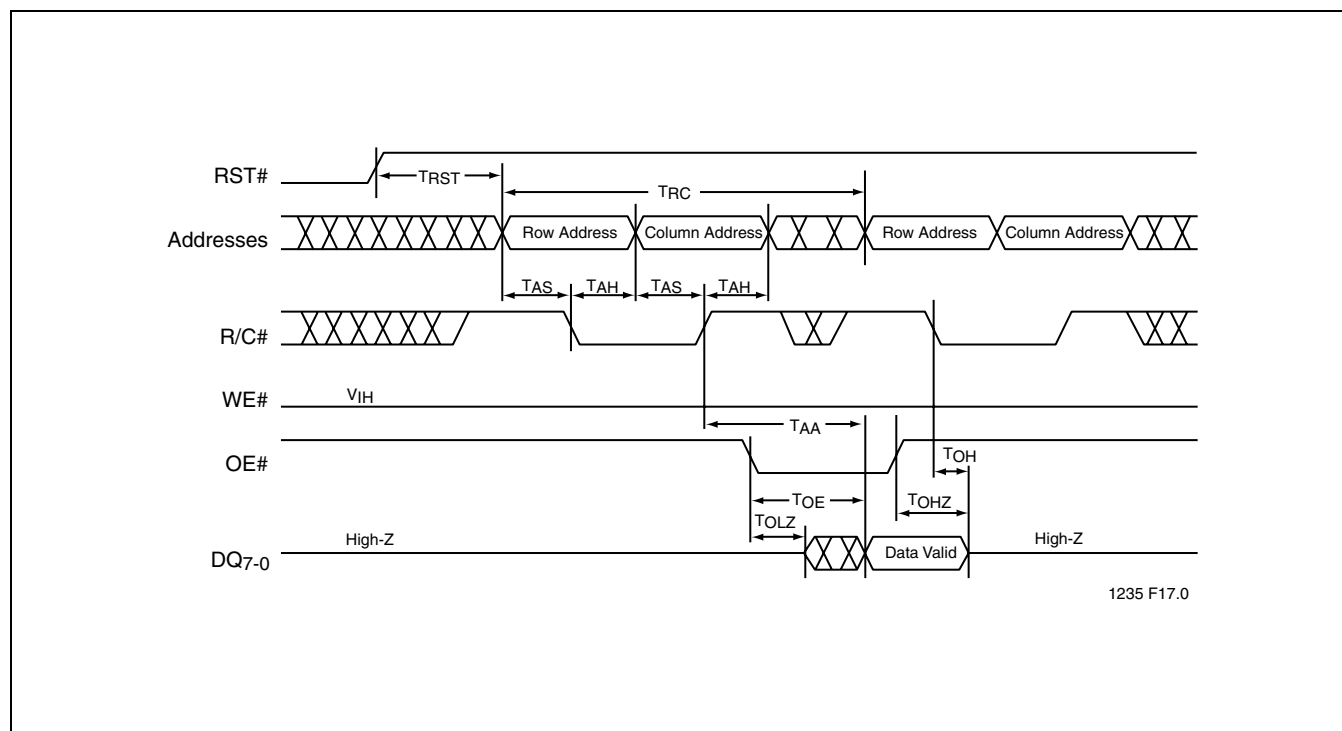 RST#
TRST
TRC
Addresses
Row Address
Column Address
Row Address
Column Address
TAS
TAH
TAS
TAH
R/C#
WE#
VIH
TAA
OE#
TOH
TOE
TOHZ
TOLZ
DQ7-0
High-Z
Data Valid
High-Z
1235 F17.0